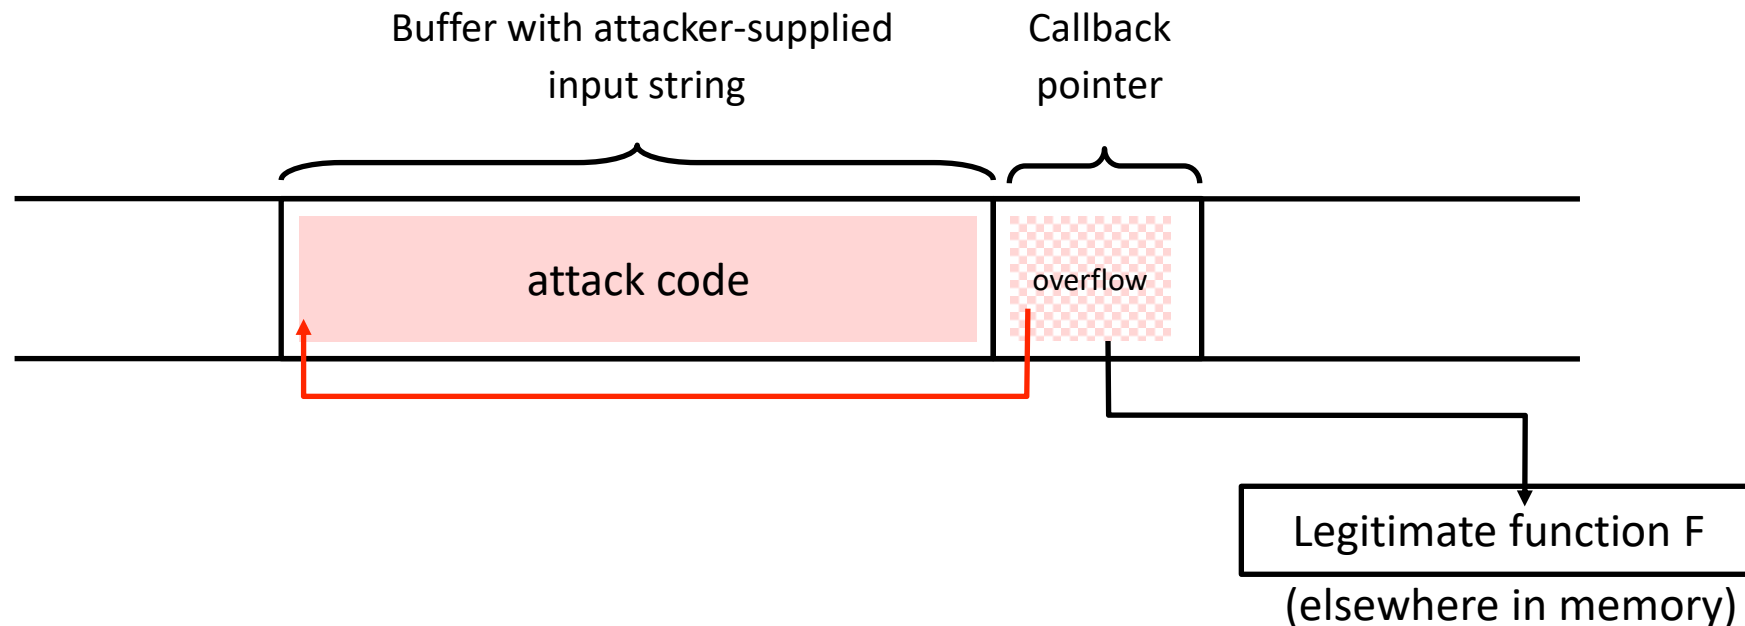 Buffer with attacker-supplied
input string
Callback
pointer
attack code
overflow
Legitimate function F
(elsewhere in memory)